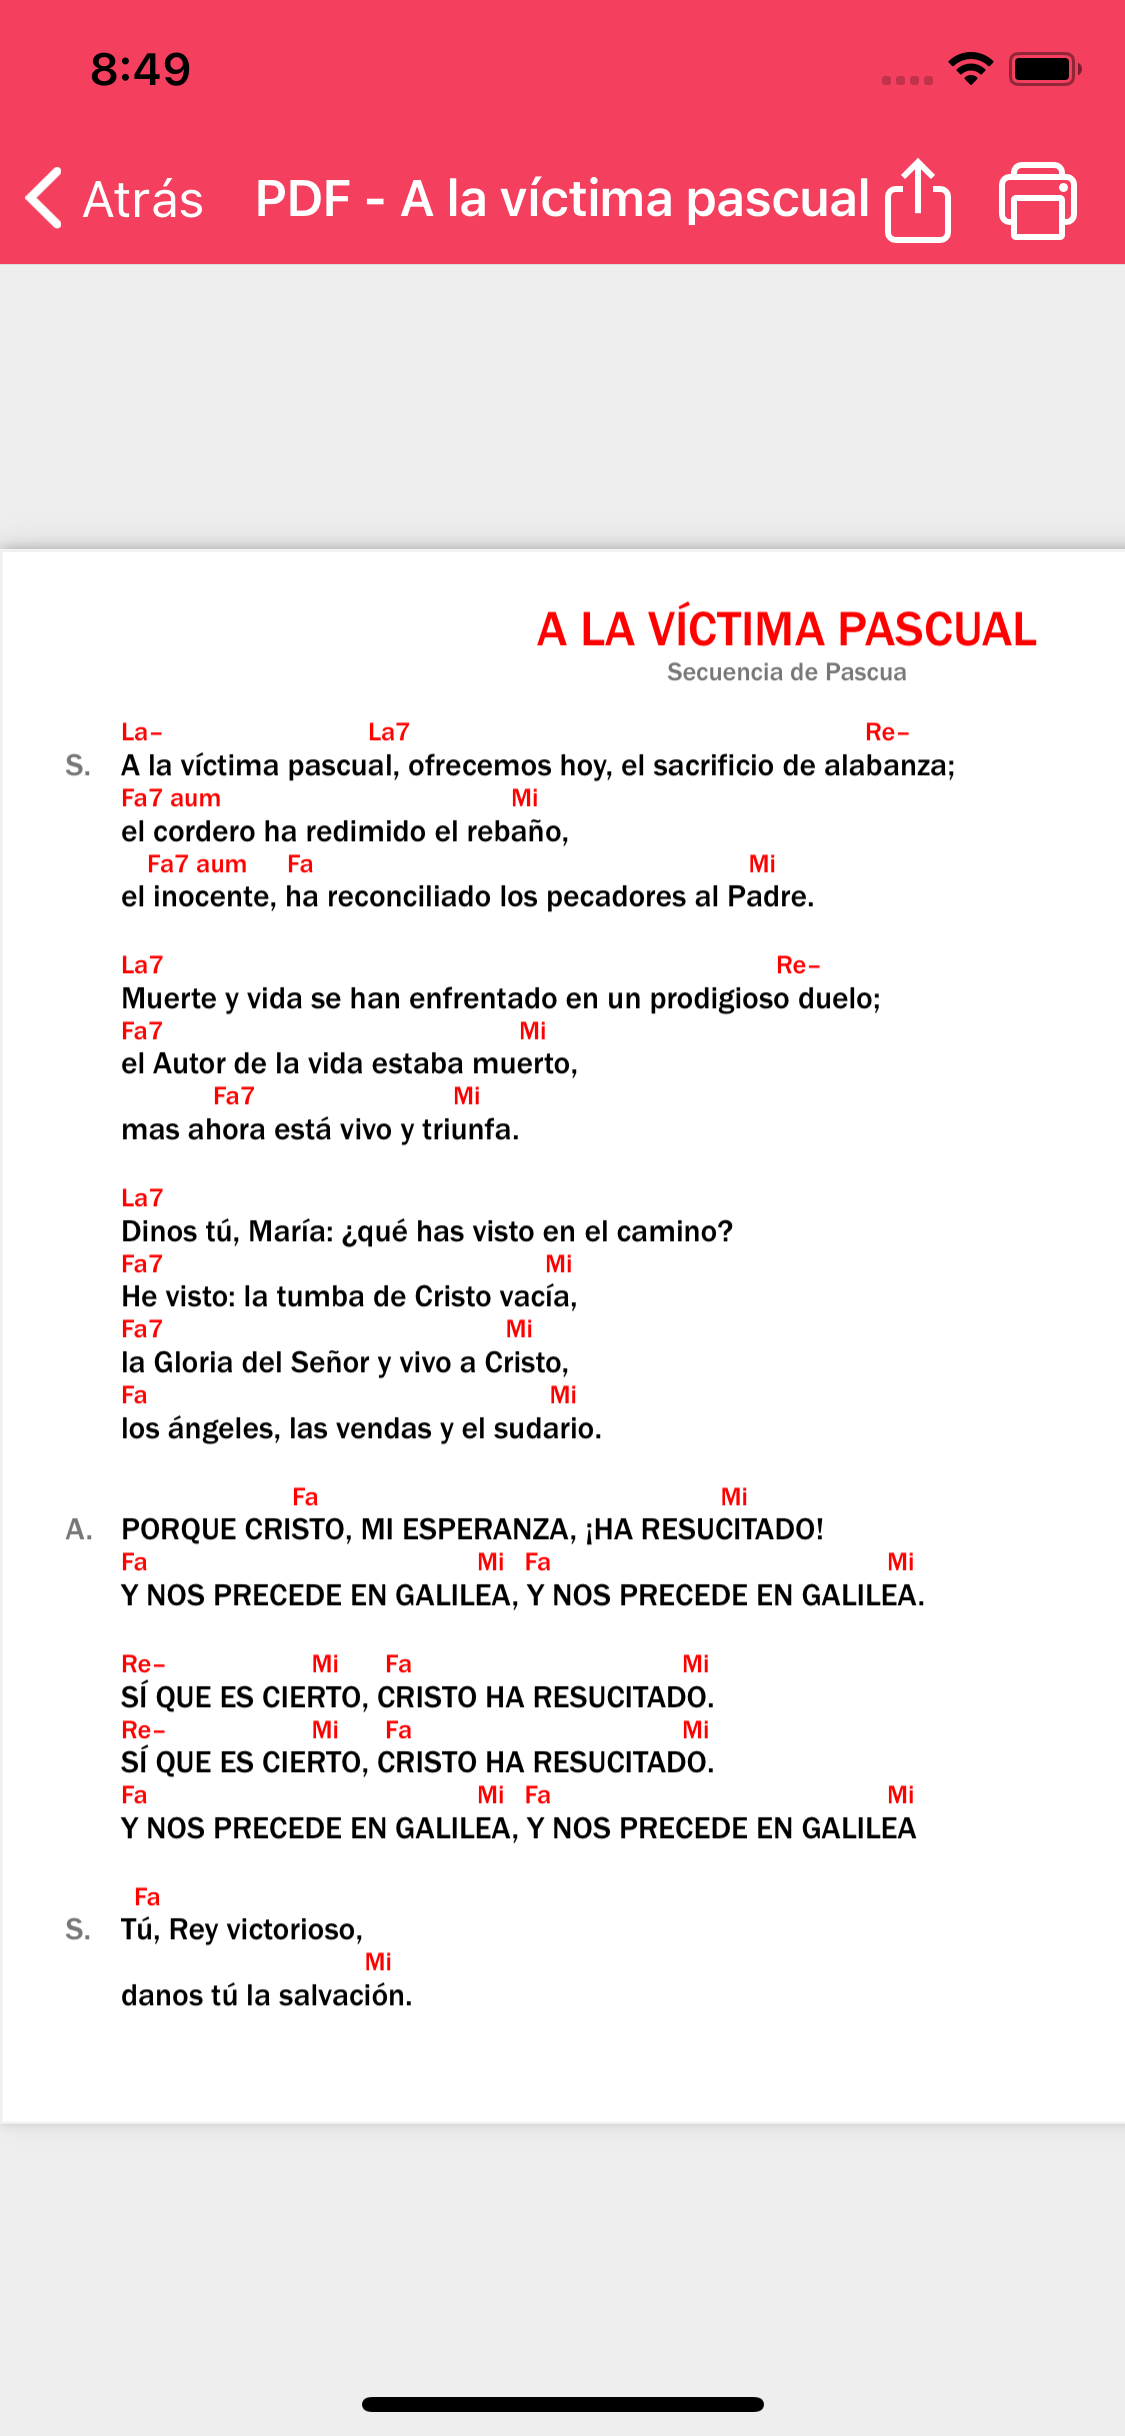 8:49
Atrás PDF - A la víctima pascual
A LA VÍCTIMA PASCUAL
Secuencia de Pascua
La– La7 Re–
S. A la víctima pascual, ofrecemos hoy, el sacrificio de alabanza;
Fa7 aum Mi
el cordero ha redimido el rebaño,
Fa7 aum Fa Mi
el inocente, ha reconciliado los pecadores al Padre.
La7 Re–
Muerte y vida se han enfrentado en un prodigioso duelo;
Fa7 Mi
el Autor de la vida estaba muerto,
Fa7 Mi
mas ahora está vivo y triunfa.
La7
Dinos tú, María: ¿qué has visto en el camino?
Fa7 Mi
He visto: la tumba de Cristo vacía,
Fa7 Mi
la Gloria del Señor y vivo a Cristo,
Fa Mi
los ángeles, las vendas y el sudario.
Fa Mi
A. PORQUE CRISTO, MI ESPERANZA, ¡HA RESUCITADO!
Fa Mi Fa Mi
Y NOS PRECEDE EN GALILEA, Y NOS PRECEDE EN GALILEA.
Re– Mi Fa Mi
SÍ QUE ES CIERTO, CRISTO HA RESUCITADO.
Re– Mi Fa Mi
SÍ QUE ES CIERTO, CRISTO HA RESUCITADO.
Fa Mi Fa Mi
Y NOS PRECEDE EN GALILEA, Y NOS PRECEDE EN GALILEA
Fa
S. Tú, Rey victorioso,
Mi
danos tú la salvación.